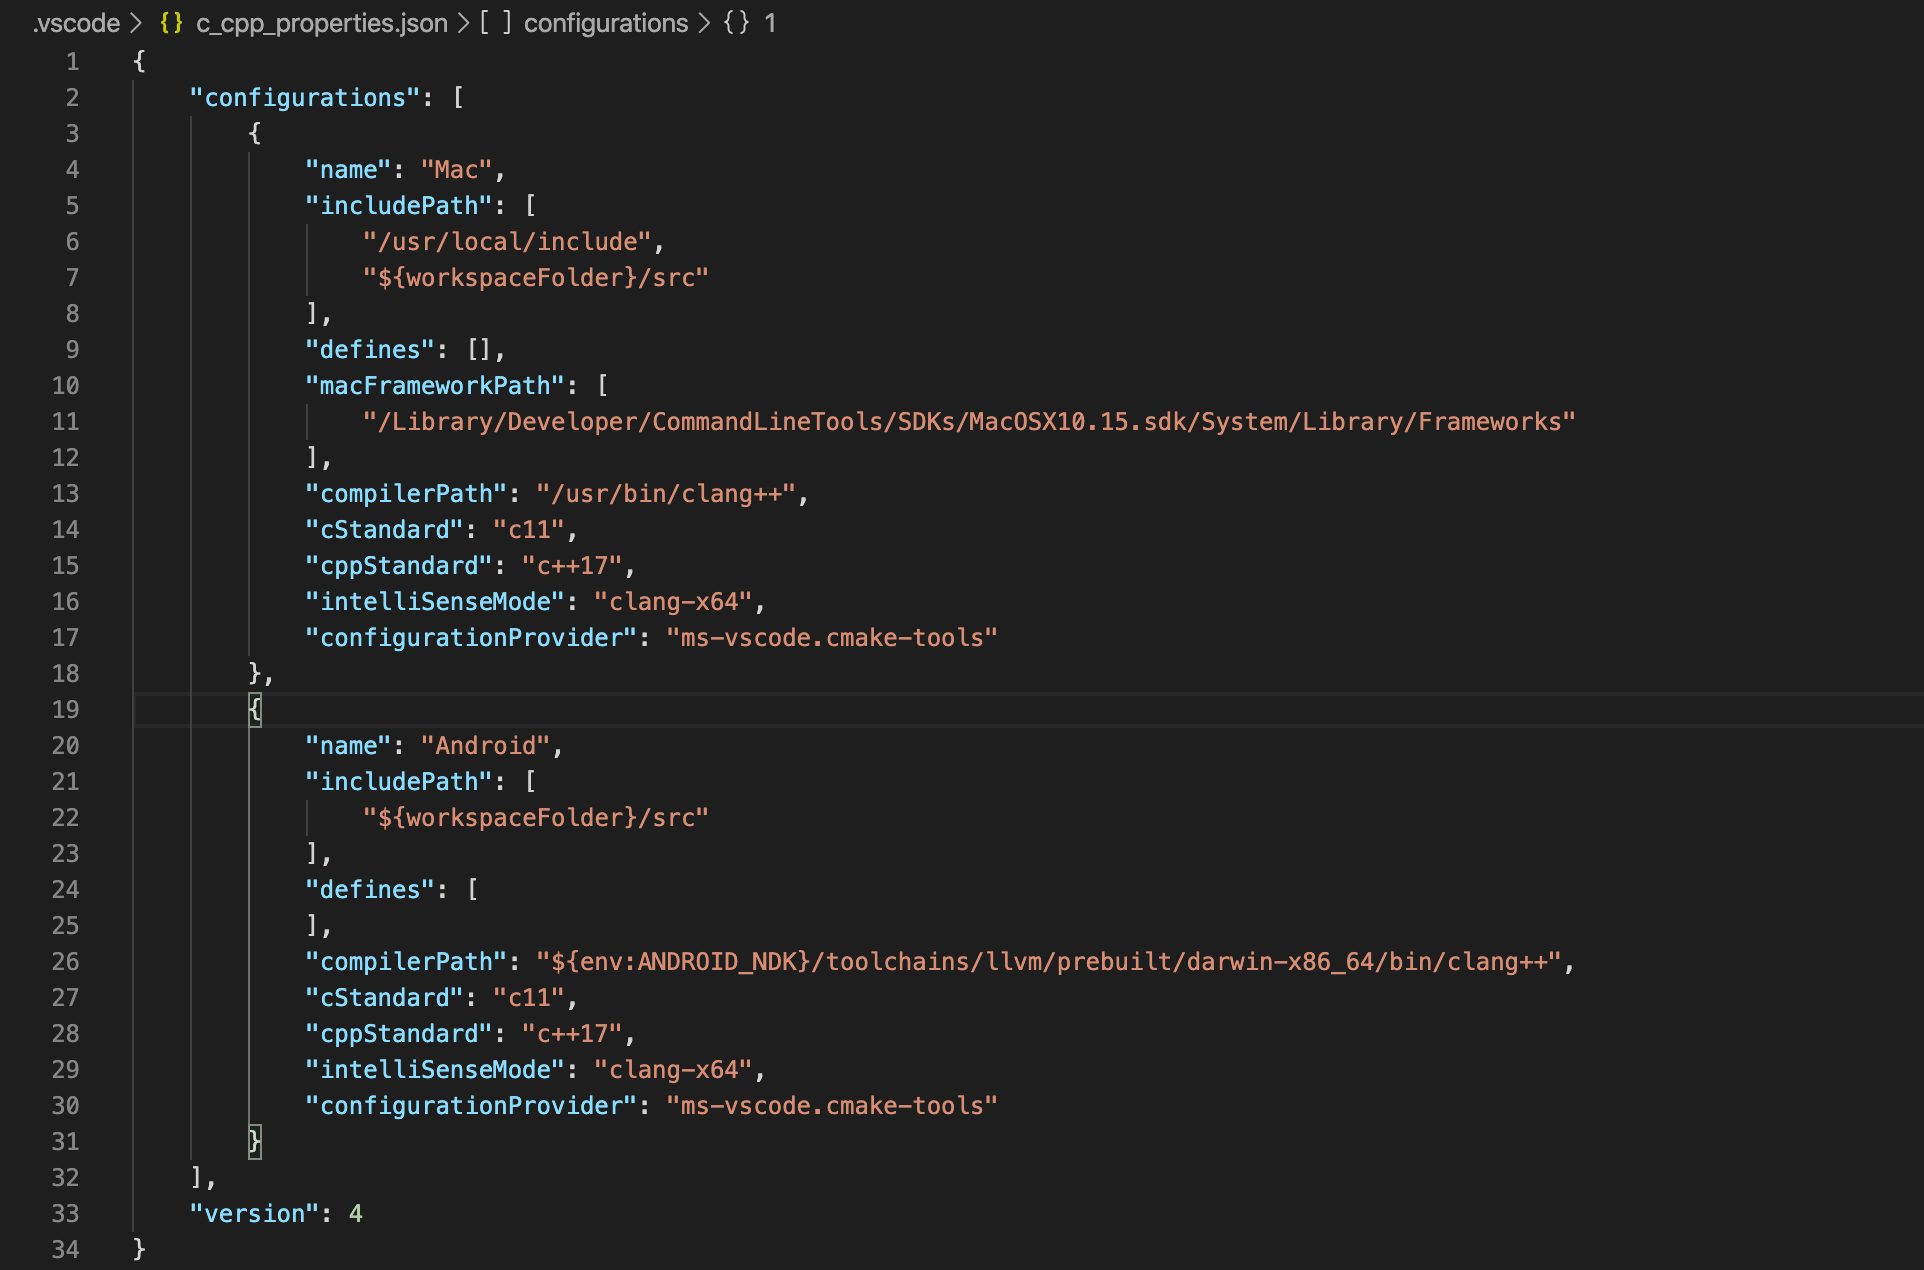 .vscode > {} c_cpp_properties.json > [ ] configurations > {} 1
1 {
2     "configurations": [
3         {
4             "name": "Mac",
5             "includePath": [
6                 "/usr/local/include",
7                 "${workspaceFolder}/src"
8             ],
9             "defines": [],
10             "macFrameworkPath": [
11                 "/Library/Developer/CommandLineTools/SDKs/MacOSX10.15.sdk/System/Library/Frameworks"
12             ],
13             "compilerPath": "/usr/bin/clang++",
14             "cStandard": "c11",
15             "cppStandard": "c++17",
16             "intelliSenseMode": "clang-x64",
17             "configurationProvider": "ms-vscode.cmake-tools"
18         },
19         {
20             "name": "Android",
21             "includePath": [
22                 "${workspaceFolder}/src"
23             ],
24             "defines": [
25             ],
26             "compilerPath": "${env:ANDROID_NDK}/toolchains/llvm/prebuilt/darwin-x86_64/bin/clang++",
27             "cStandard": "c11",
28             "cppStandard": "c++17",
29             "intelliSenseMode": "clang-x64",
30             "configurationProvider": "ms-vscode.cmake-tools"
31         }
32     ],
33     "version": 4
34 }